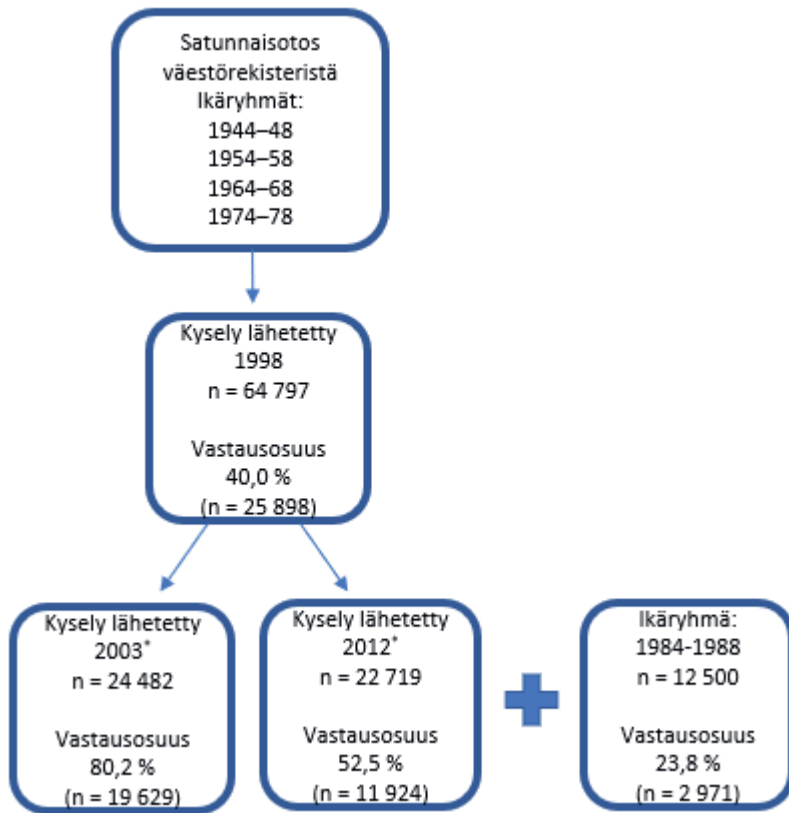 Satunnaisotos
väestörekisteristä
Ikäryhmät:
1944–48
1954–58
1964–68
1974–78
Kysely lähetetty
1998
n = 64 797
Vastausosuus
40,0 %
(n = 25 898)
Kysely lähetetty
2003*
n = 24 482
Vastausosuus
80,2 %
(n = 19 629)
Kysely lähetetty
2012*
n = 22 719
Vastausosuus
52,5 %
(n = 11 924)
Ikäryhmä:
1984-1988
n = 12 500
Vastausosuus
23,8 %
(n = 2 971)